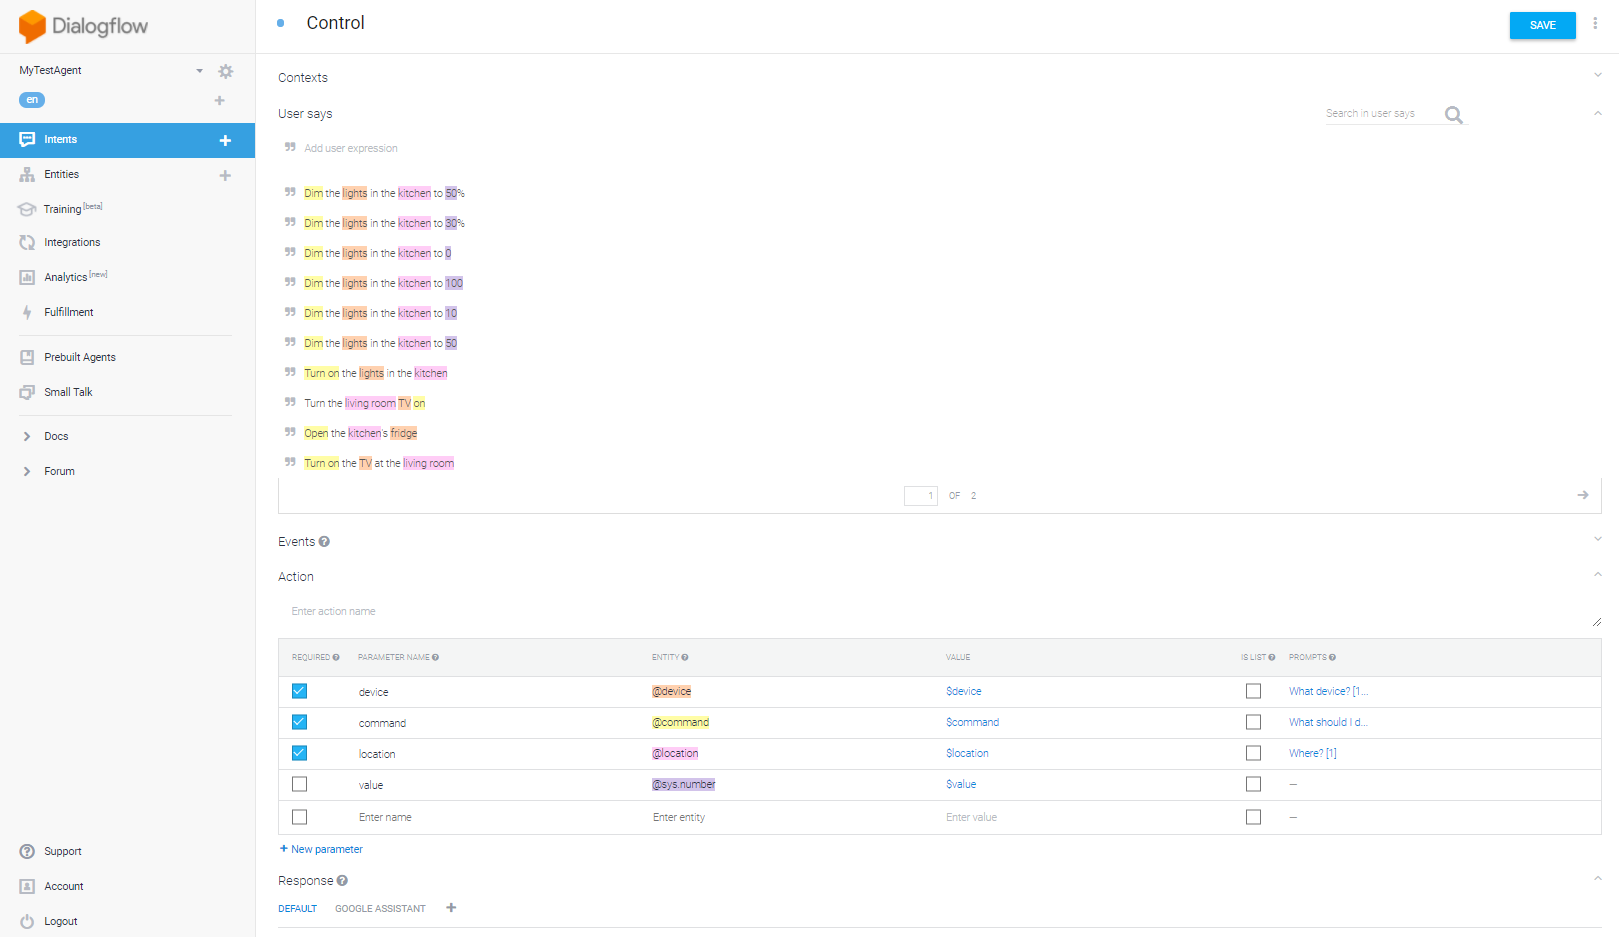 Dialogflow
Control
SAVE
MyTestAgent
en
Intents
Entities
Training [beta]
Integrations
Analytics [new]
Fulfillment
Prebuilt Agents
Small Talk
Docs
Forum
Support
Account
Logout
Contexts
User says
Search in user says
Add user expression
Dim the lights in the kitchen to 50%
Dim the lights in the kitchen to 30%
Dim the lights in the kitchen to 0
Dim the lights in the kitchen to 100
Dim the lights in the kitchen to 10
Dim the lights in the kitchen to 50
Turn on the lights in the kitchen
Turn the living room TV on
Open the kitchen's fridge
Turn on the TV at the living room
1 OF 2
Events
Action
Enter action name
REQUIRED PARAMETER NAME ENTITY VALUE IS LIST PROMPTS
device @device $device What device? [1...
command @command $command What should I d...
location @location $location Where? [1]
value @sys.number $value —
Enter name Enter entity Enter value —
+ New parameter
Response
DEFAULT GOOGLE ASSISTANT +